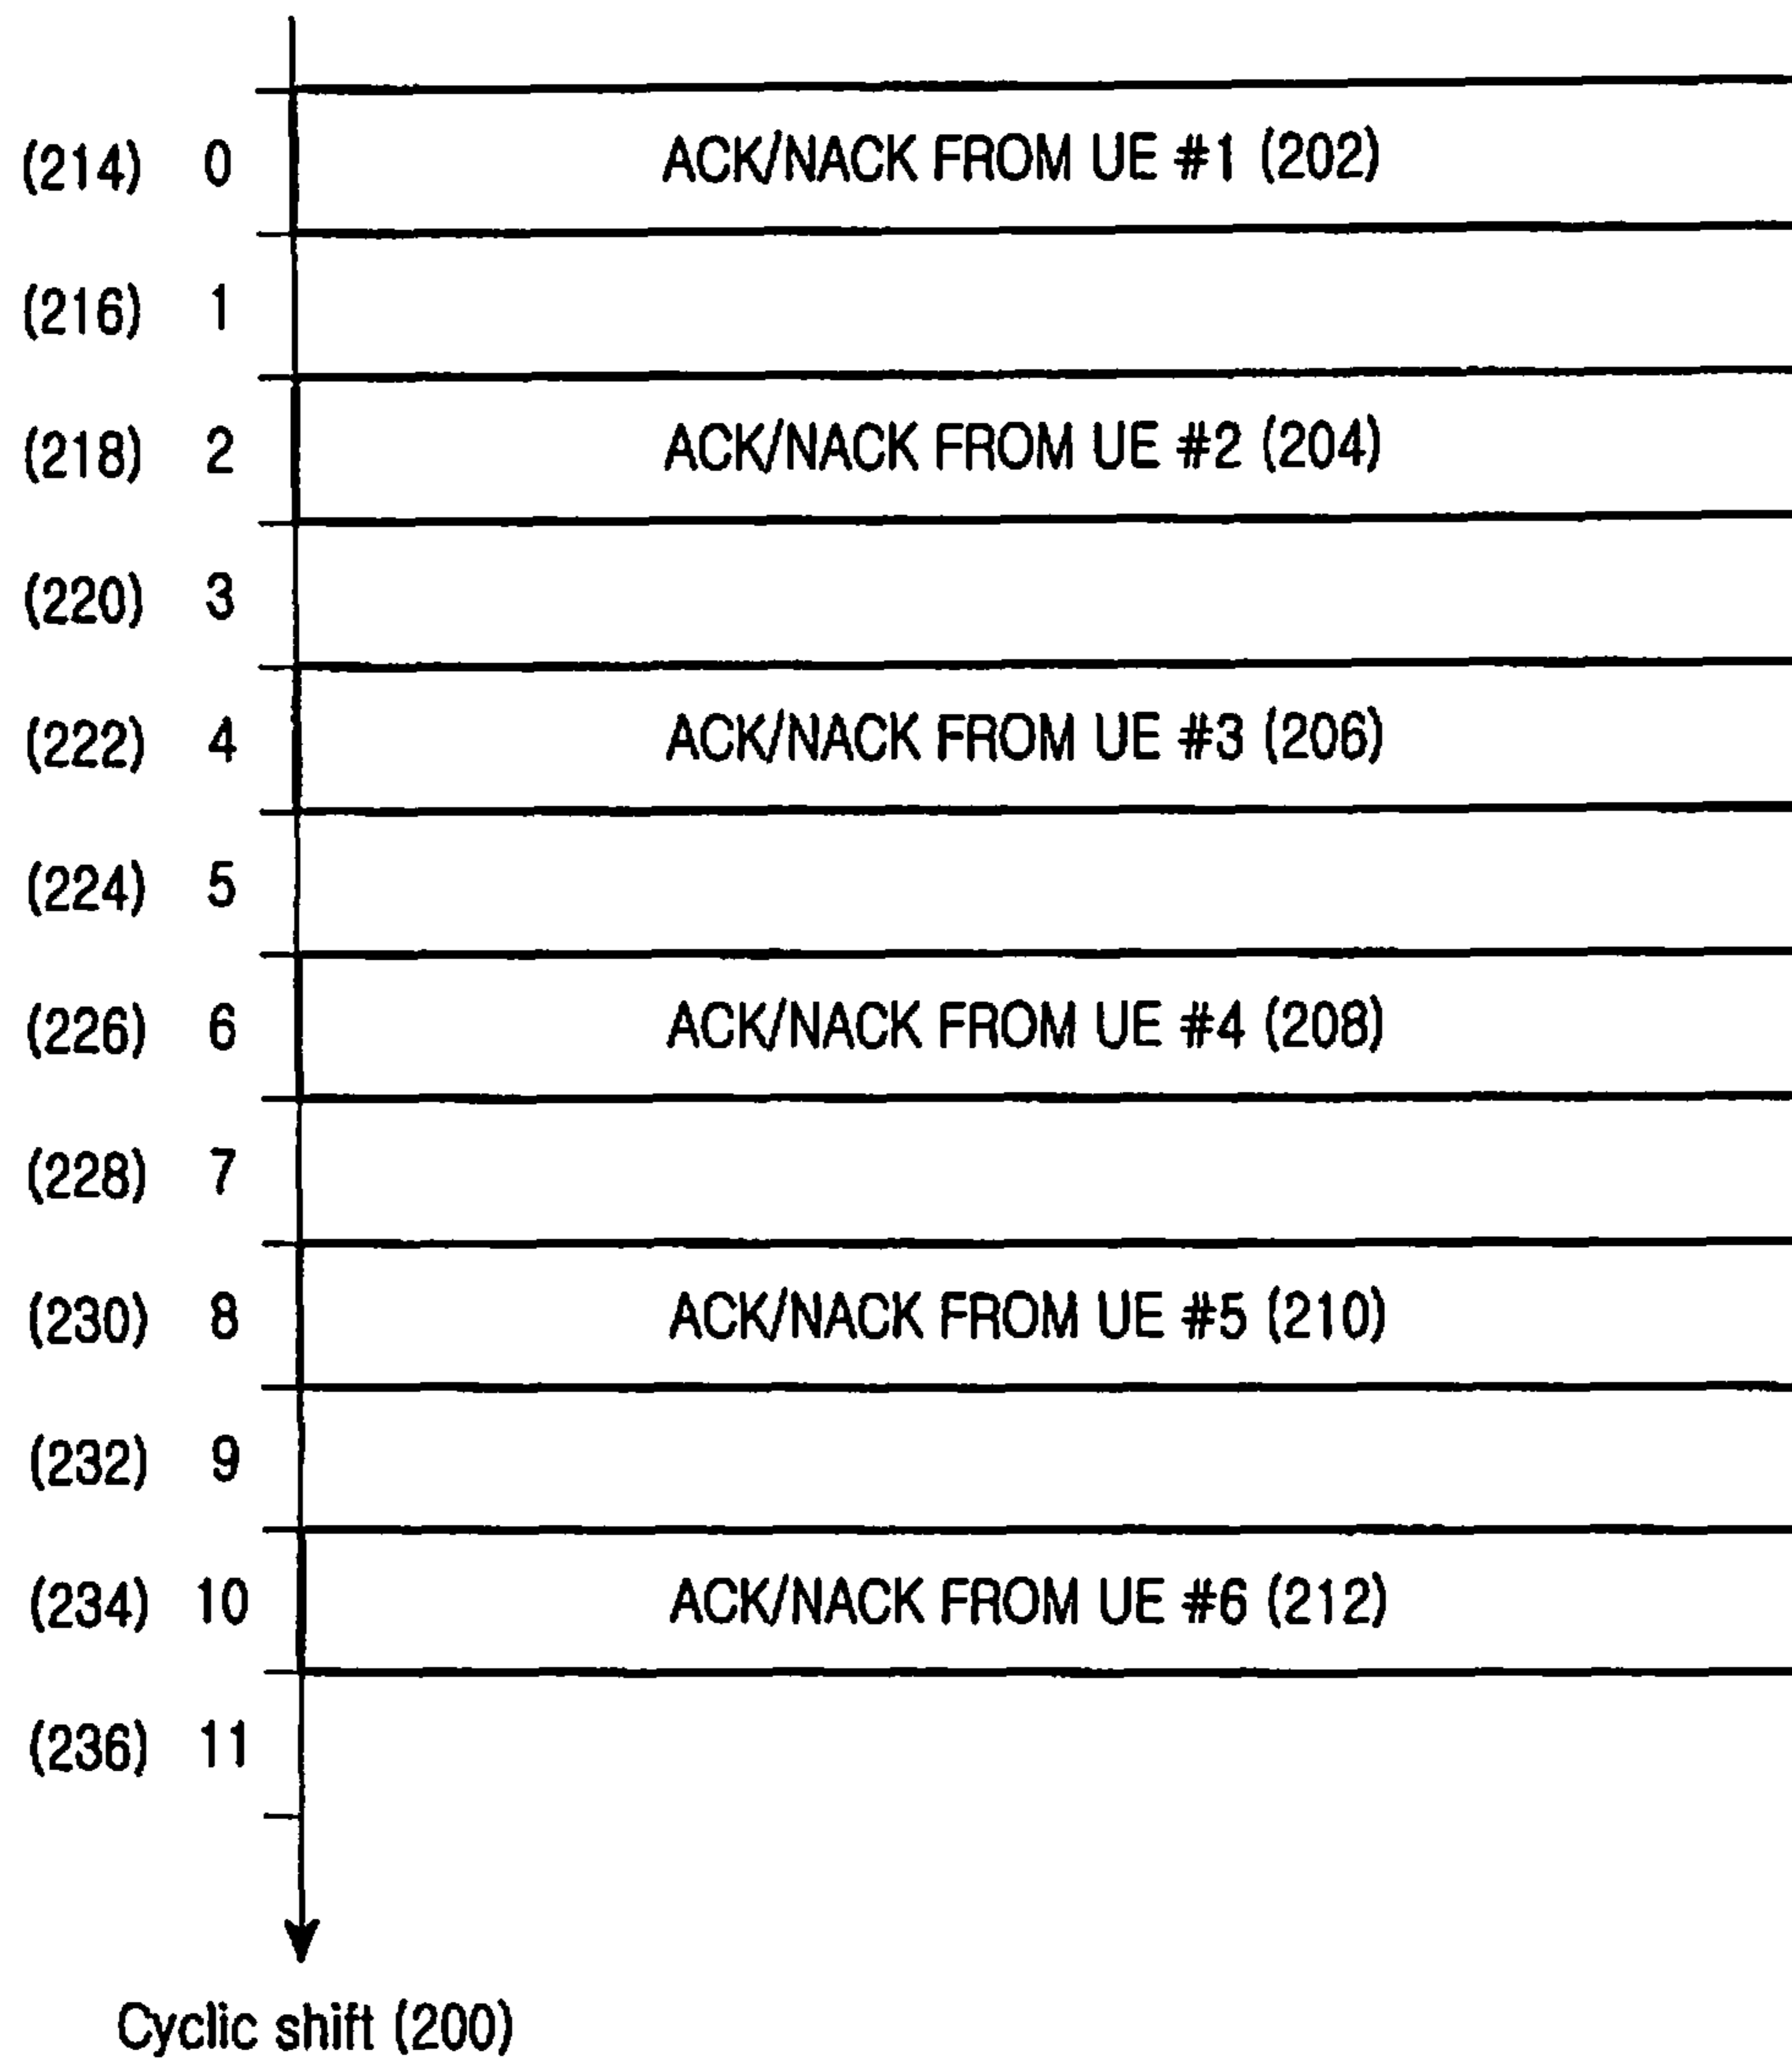 (214) 0 ACK/NACK FROM UE #1 (202)
(216) 1
(218) 2 ACK/NACK FROM UE #2 (204)
(220) 3
(222) 4 ACK/NACK FROM UE #3 (206)
(224) 5
(226) 6 ACK/NACK FROM UE #4 (208)
(228) 7
(230) 8 ACK/NACK FROM UE #5 (210)
(232) 9
(234) 10 ACK/NACK FROM UE #6 (212)
(236) 11
Cyclic shift (200)